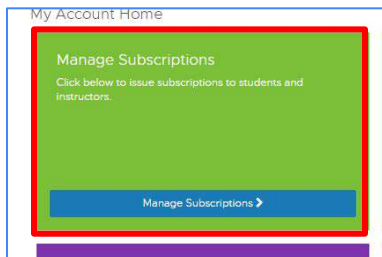 My Account Home
Manage Subscriptions
Click below to issue subscriptions to students and
instructors.
Manage Subscriptions